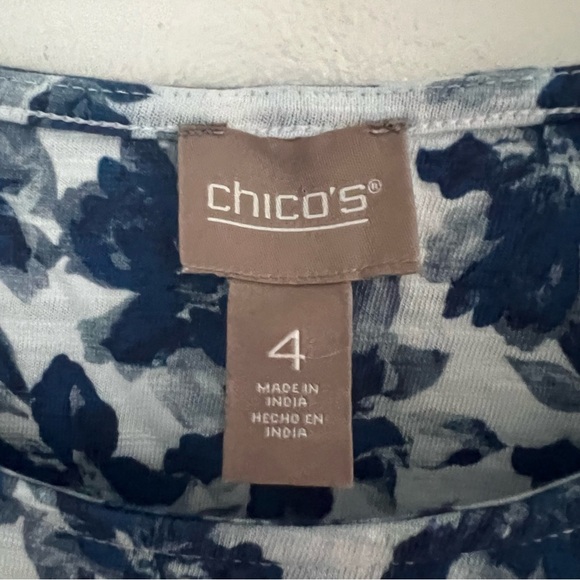 chico's®
4
MADE IN
INDIA
HECHO EN
INDIA